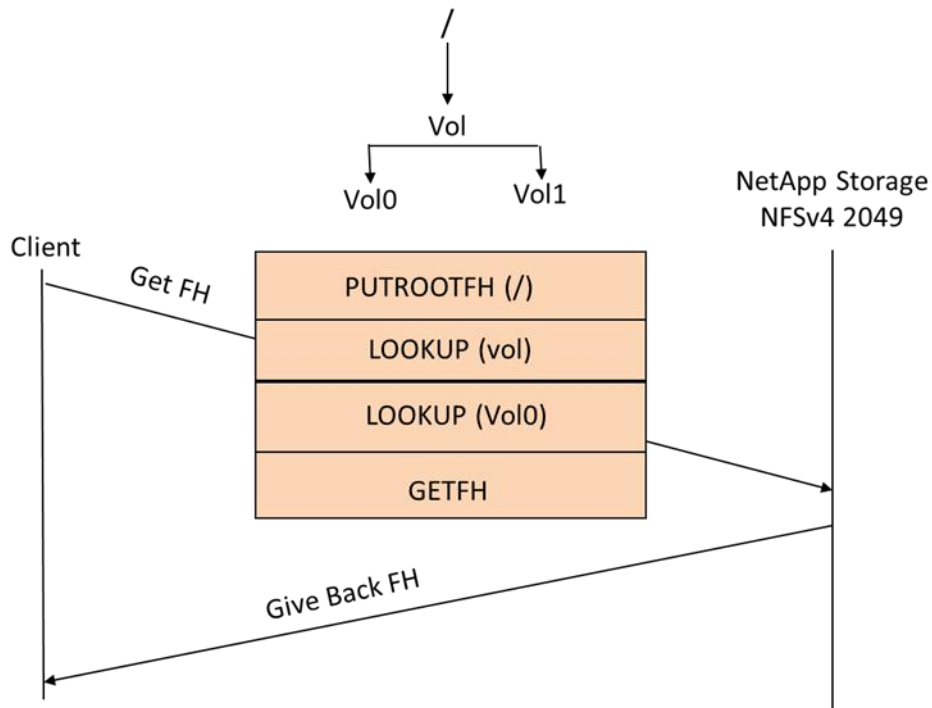 /
Vol
Vol0
Vol1
NetApp Storage
NFSv4 2049
Client
Get FH
PUTROOTFH (/)
LOOKUP (vol)
LOOKUP (Vol0)
GETFH
Give Back FH